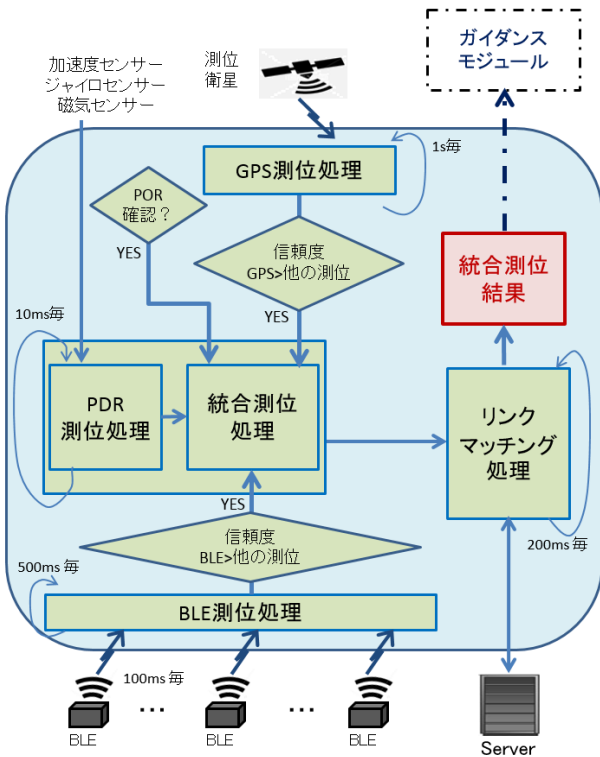 ガイダンス
モジュール
加速度センサー
ジャイロセンサー
磁気センサー
測位
衛星
1s毎
GPS測位処理
POR
確認？
YES
信頼度
GPS>他の測位
YES
統合測位
結果
10ms毎
PDR
測位処理
統合測位
処理
リンク
マッチング
処理
YES
信頼度
BLE>他の測位
200ms 毎
500ms 毎
BLE測位処理
100ms 毎
…
…
BLE
BLE
BLE
Server